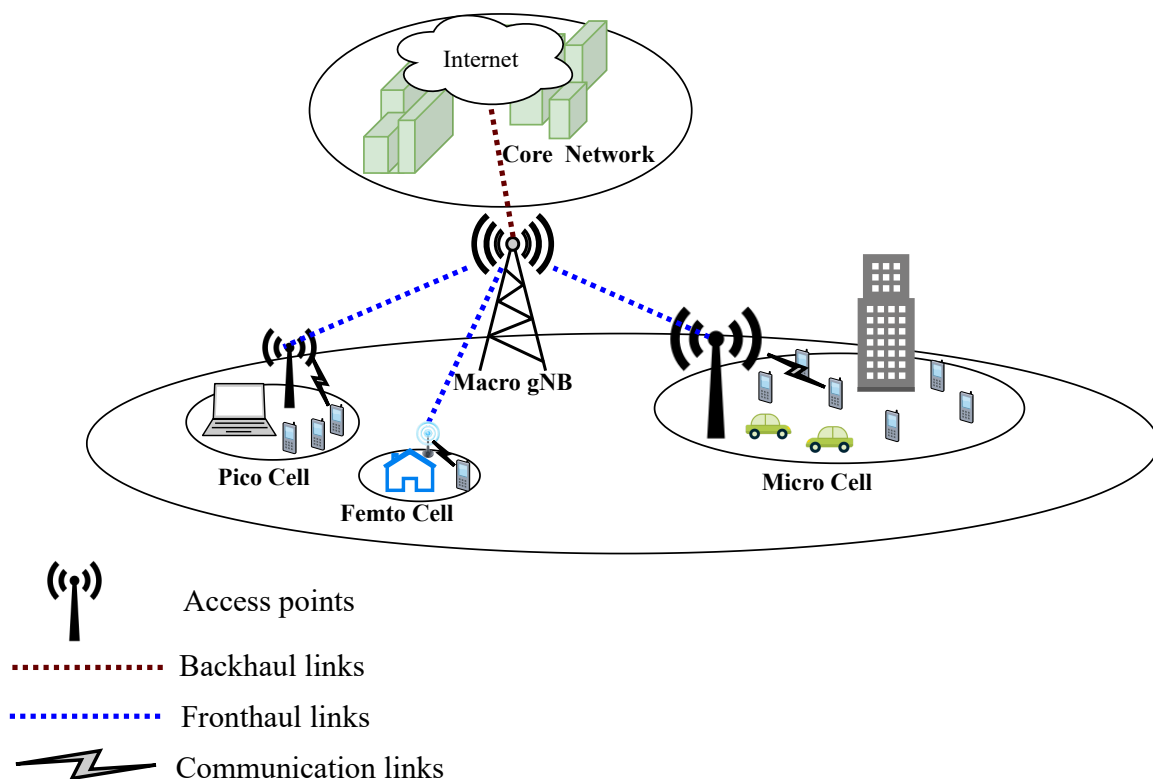 Internet
Core Network
Macro gNB
Pico Cell
Femto Cell
Micro Cell
Access points
Backhaul links
Fronthaul links
Communication links